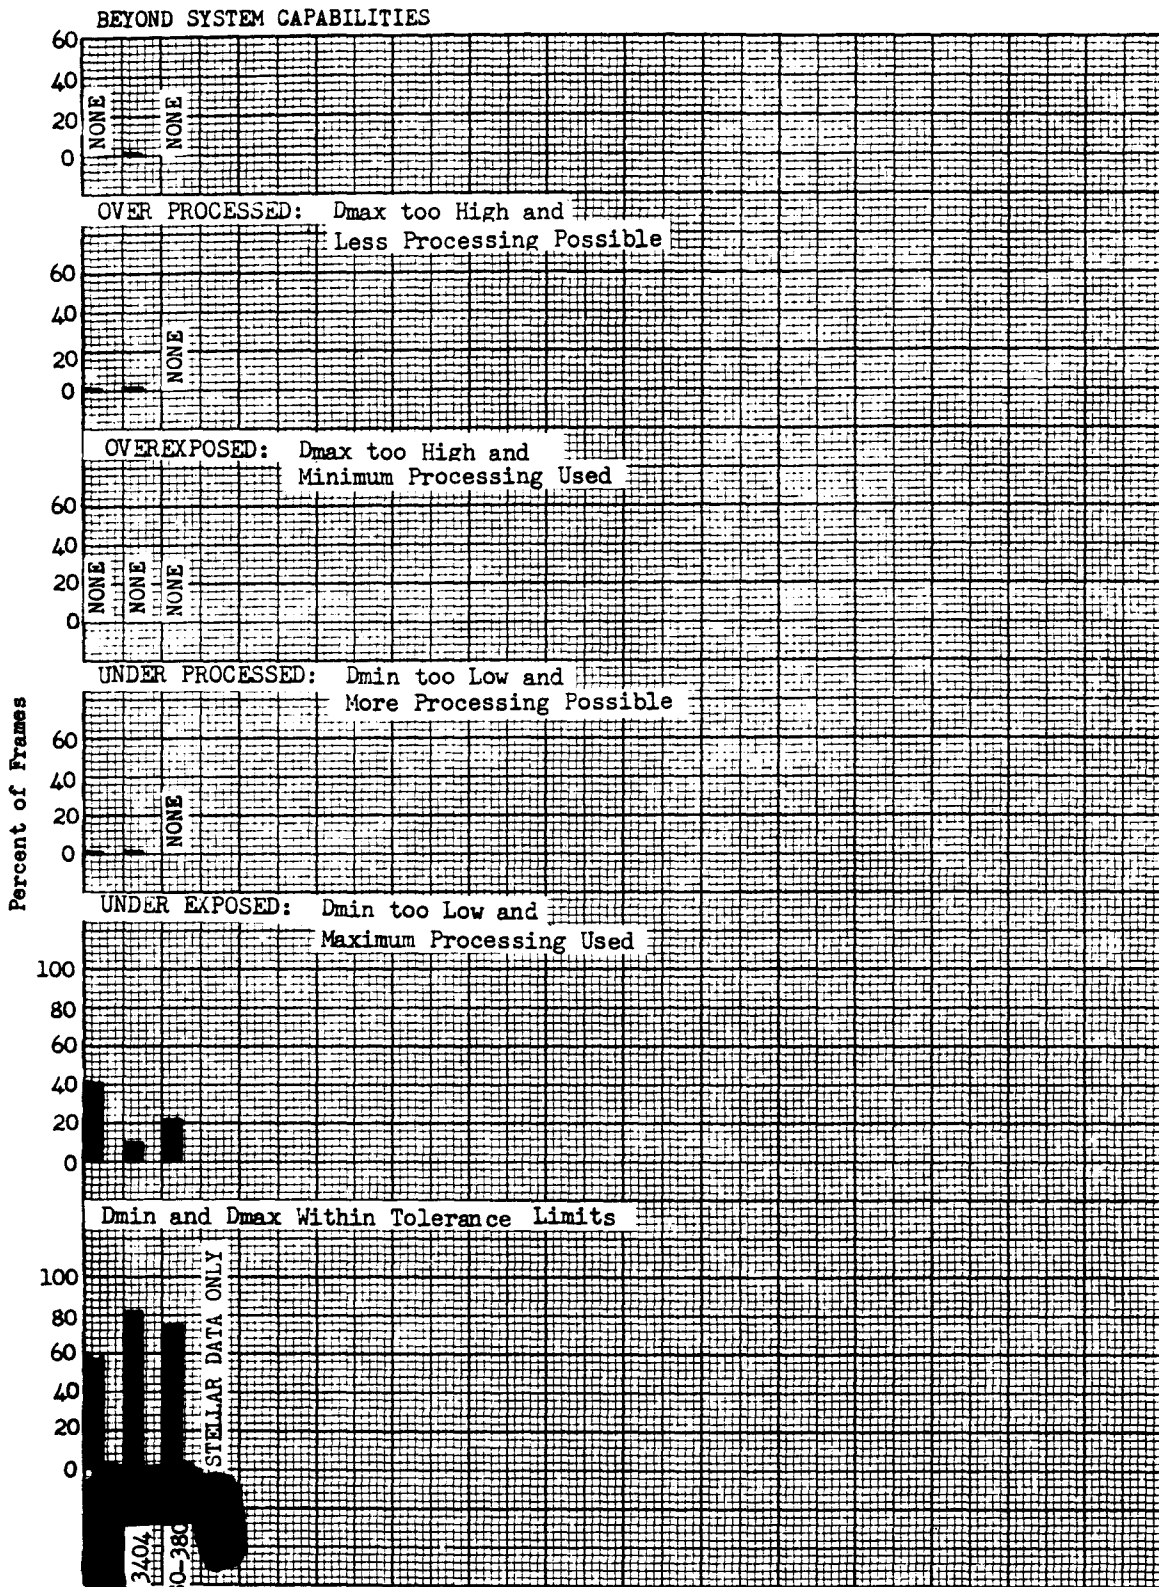 BEYOND SYSTEM CAPABILITIES
60
40
20
0
NONE
NONE
OVER PROCESSED: Dmax too High and
Less Processing Possible
60
40
20
0
NONE
OVEREXPOSED: Dmax too High and
Minimum Processing Used
60
40
20
0
NONE
NONE
NONE
UNDER PROCESSED: Dmin too Low and
More Processing Possible
60
40
20
0
NONE
Percent of Frames
UNDER EXPOSED: Dmin too Low and
Maximum Processing Used
100
80
60
40
20
0
Dmin and Dmax Within Tolerance Limits
100
80
60
40
20
0
STELLAR DATA ONLY
3404
0-380